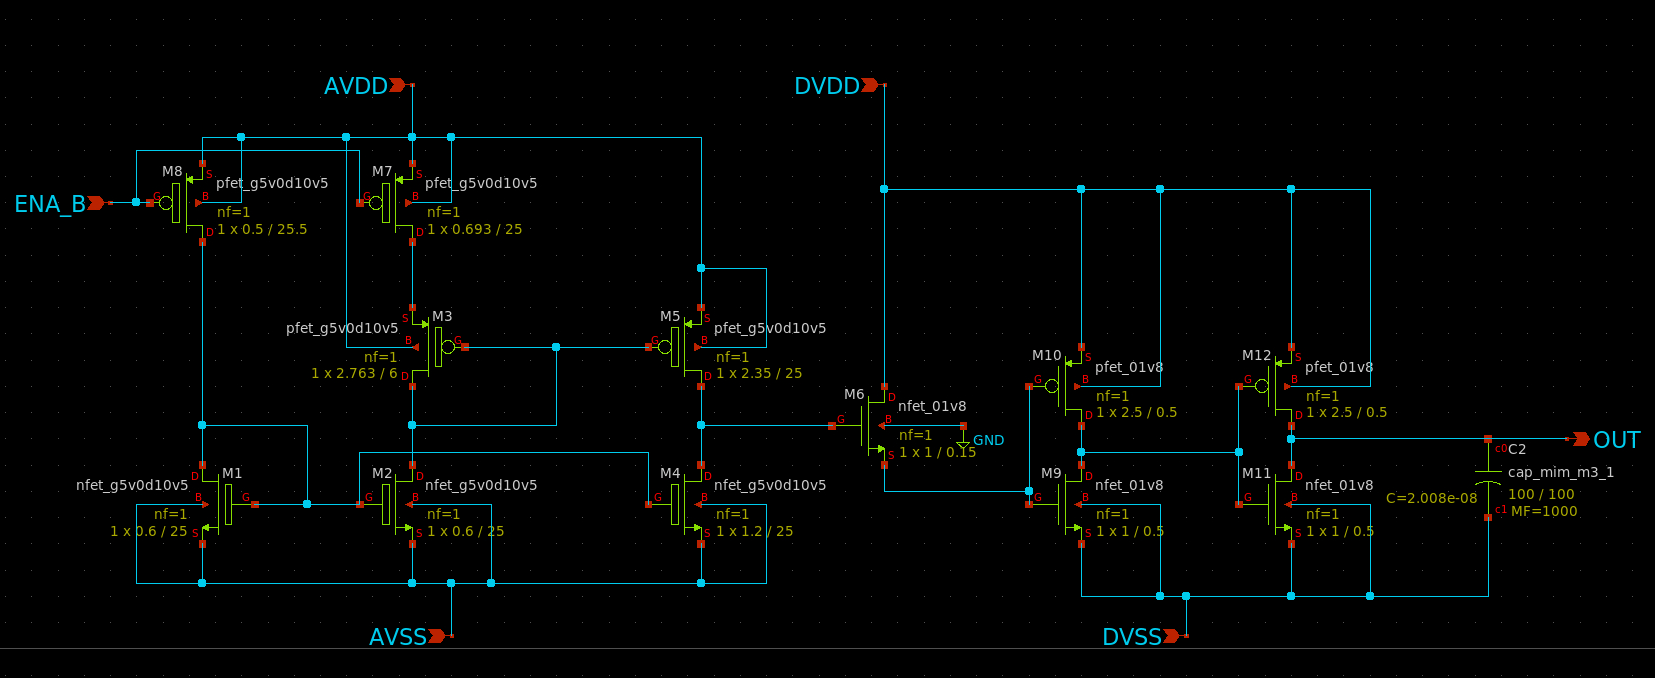 AVDD
DVDD
ENA_B
M8
G
S
B
D
pfet_g5v0d10v5
nf=1
1 x 0.5 / 25.5
M7
G
S
B
D
pfet_g5v0d10v5
nf=1
1 x 0.693 / 25
M3
S
B
G
D
pfet_g5v0d10v5
nf=1
1 x 2.763 / 6
M5
S
G
B
D
pfet_g5v0d10v5
nf=1
1 x 2.35 / 25
M1
D
B
G
S
nfet_g5v0d10v5
nf=1
1 x 0.6 / 25
M2
D
G
B
S
nfet_g5v0d10v5
nf=1
1 x 0.6 / 25
M4
D
G
B
S
nfet_g5v0d10v5
nf=1
1 x 1.2 / 25
AVSS
M6
D
G
B
S
nfet_01v8
nf=1
1 x 1 / 0.15
GND
M10
S
G
B
D
pfet_01v8
nf=1
1 x 2.5 / 0.5
M12
S
G
B
D
pfet_01v8
nf=1
1 x 2.5 / 0.5
M9
D
G
B
S
nfet_01v8
nf=1
1 x 1 / 0.5
M11
D
G
B
S
nfet_01v8
nf=1
1 x 1 / 0.5
OUT
c0
C2
cap_mim_m3_1
C=2.008e-08
100 / 100
c1
MF=1000
DVSS